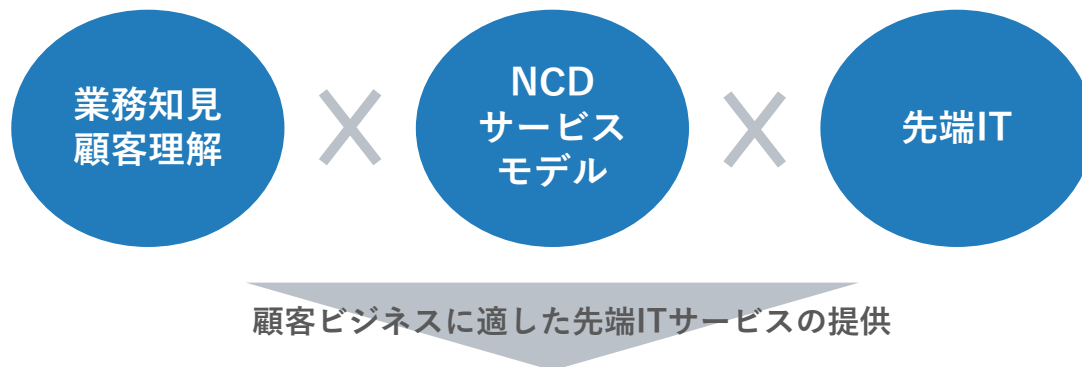 業務知見
顧客理解
NCD
サービス
モデル
先端IT
顧客ビジネスに適した先端ITサービスの提供